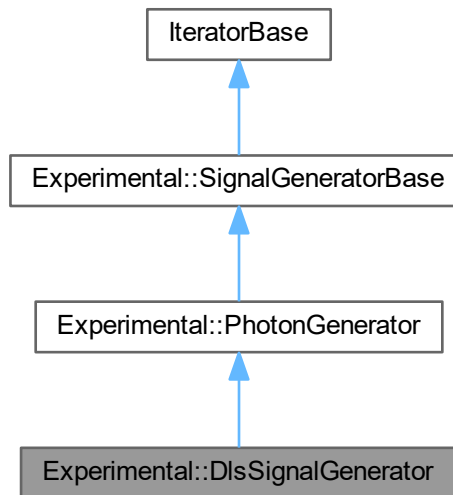 IteratorBase
Experimental::SignalGeneratorBase
Experimental::PhotonGenerator
Experimental::DlsSignalGenerator